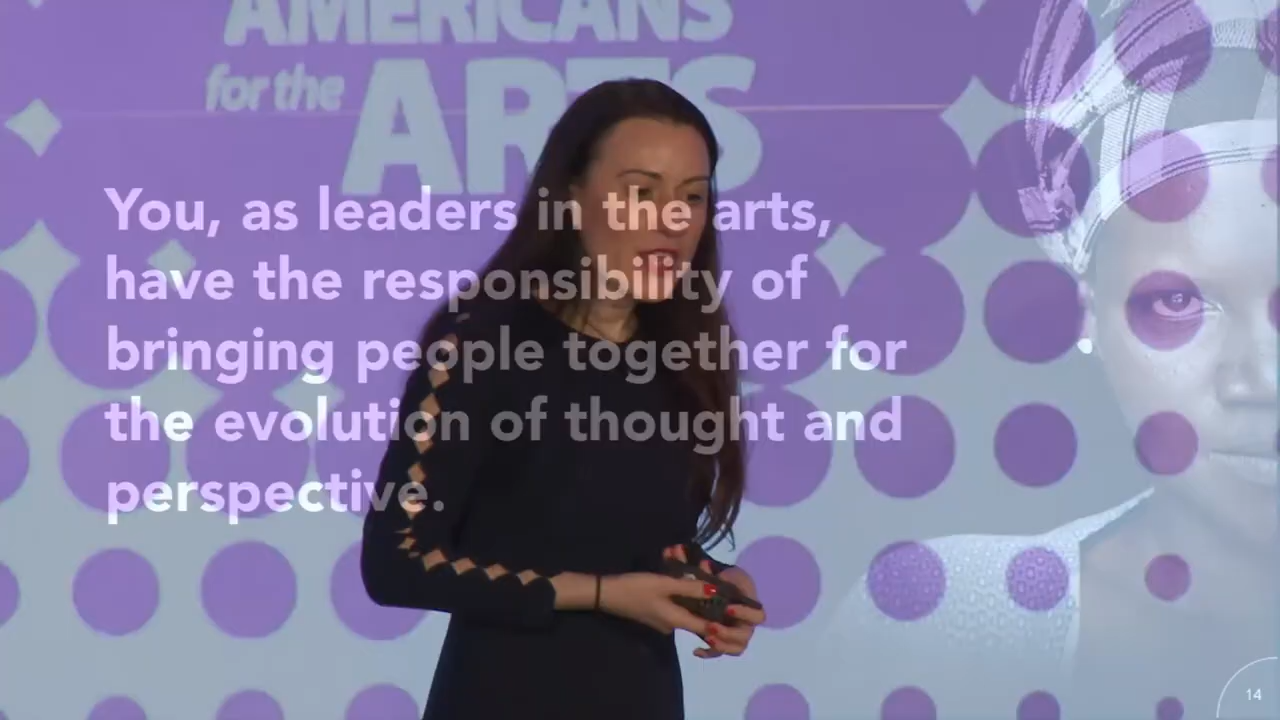 AMERICANS
for the
ARTS
You, as leaders in the arts,
have the responsibility of
bringing people together for
the evolution of thought and
perspective.
14